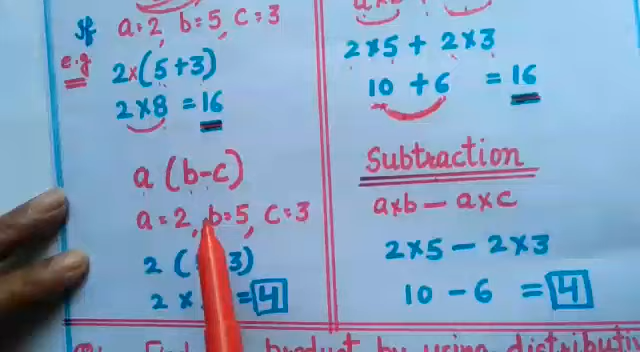 If a=2, b=5, c=3
e.g 2×(5+3)
2×8 =16
a (b-c)
a=2, b=5, c=3
2 ( 3)
2 × =4
2×5 + 2×3
10 +6 =16
Subtraction
a×b - a×c
2×5 - 2×3
10 - 6 =4
Find product by using